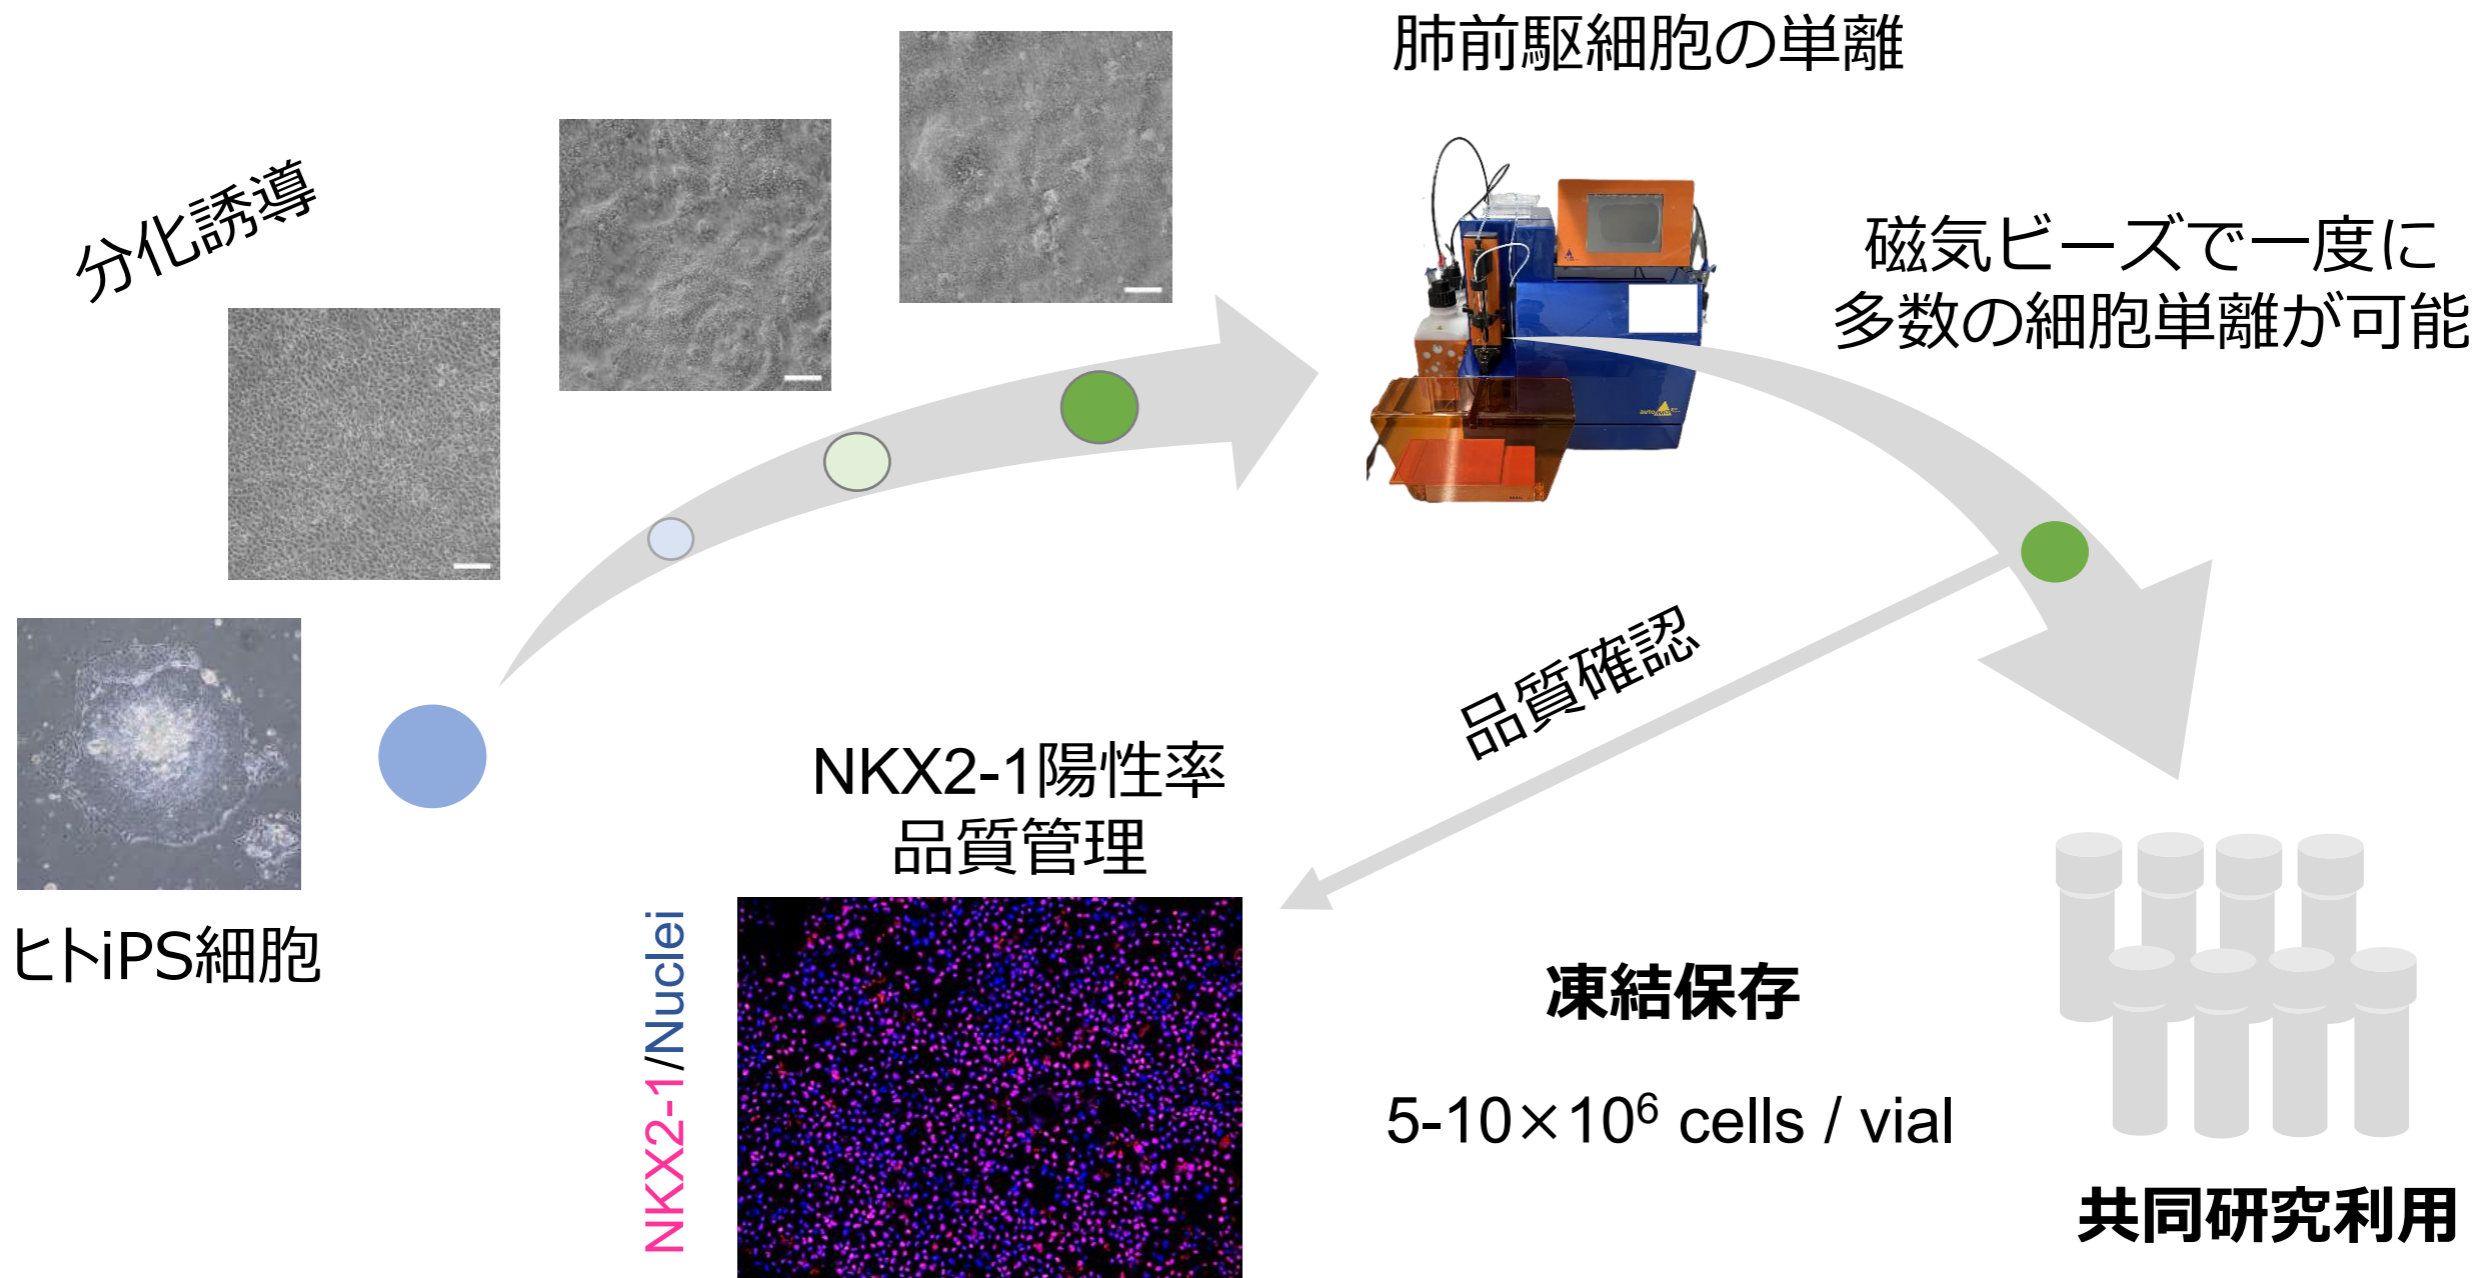 肺前駆細胞の単離
分化誘導
磁気ビーズで一度に
多数の細胞単離が可能
品質確認
NKX2-1陽性率
品質管理
ヒトiPS細胞
NKX2-1/Nuclei
凍結保存
5-10×10⁶ cells / vial
共同研究利用